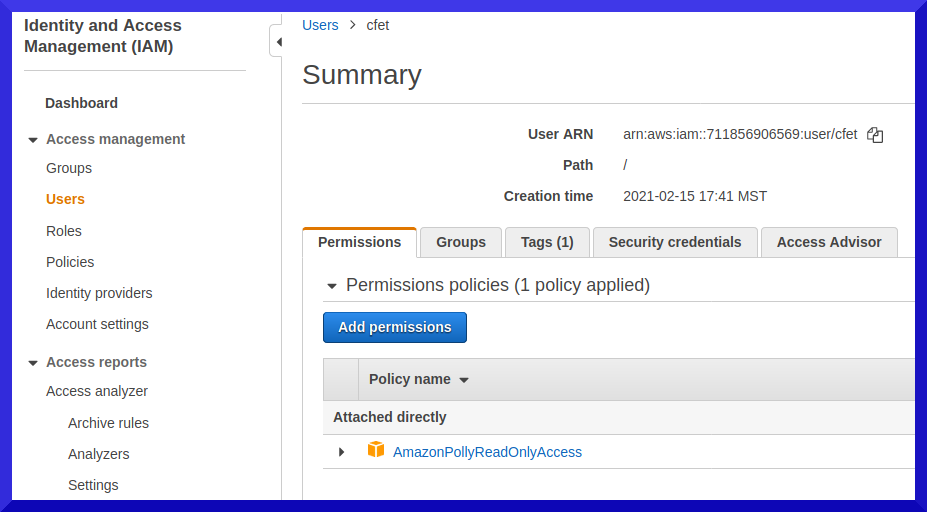 Identity and Access
Management (IAM)
Dashboard
Access management
Groups
Users
Roles
Policies
Identity providers
Account settings
Access reports
Access analyzer
Archive rules
Analyzers
Settings
Users > cfet
Summary
User ARN arn:aws:iam::711856906569:user/cfet
Path /
Creation time 2021-02-15 17:41 MST
Permissions Groups Tags (1) Security credentials Access Advisor
Permissions policies (1 policy applied)
Add permissions
Policy name
Attached directly
AmazonPollyReadOnlyAccess